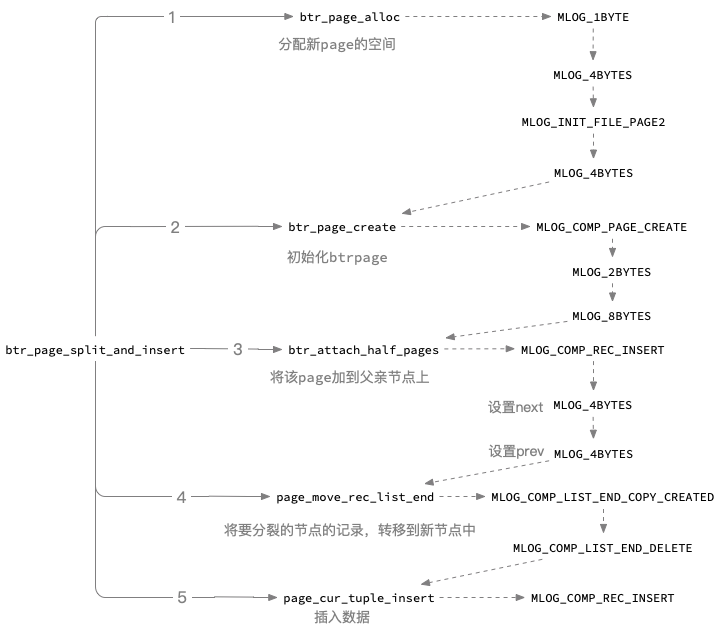 1 btr_page_alloc MLOG_1BYTE
分配新page的空间
MLOG_4BYTES
MLOG_INIT_FILE_PAGE2
MLOG_4BYTES
2 btr_page_create MLOG_COMP_PAGE_CREATE
初始化btrpage
MLOG_2BYTES
MLOG_8BYTES
btr_page_split_and_insert 3 btr_attach_half_pages MLOG_COMP_REC_INSERT
将该page加到父亲节点上
设置next MLOG_4BYTES
设置prev MLOG_4BYTES
4 page_move_rec_list_end MLOG_COMP_LIST_END_COPY_CREATED
将要分裂的节点的记录，转移到新节点中
MLOG_COMP_LIST_END_DELETE
5 page_cur_tuple_insert MLOG_COMP_REC_INSERT
插入数据